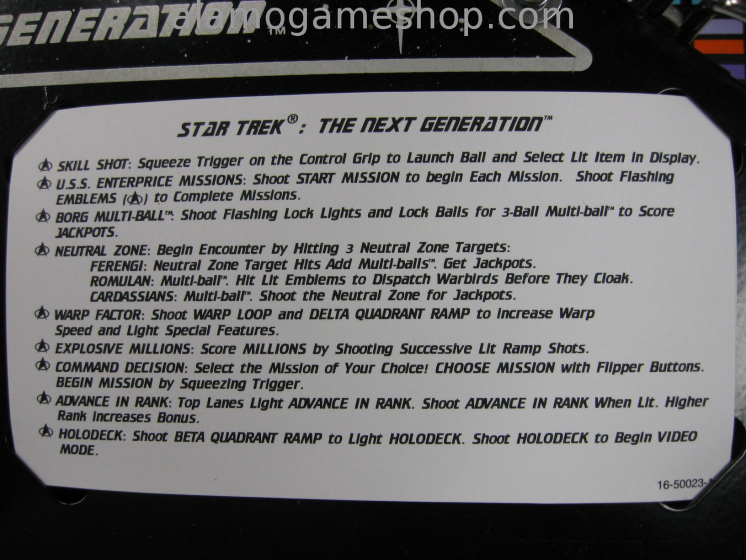 alamogameshop.com
GENERATION™
STAR TREK®: THE NEXT GENERATION™
SKILL SHOT: Squeeze Trigger on the Control Grip to Launch Ball and Select Lit Item in Display.
U.S.S. ENTERPRICE MISSIONS: Shoot START MISSION to begin Each Mission. Shoot Flashing
EMBLEMS ( ) to Complete Missions.
BORG MULTI-BALL™: Shoot Flashing Lock Lights and Lock Balls for 3-Ball Multi-ball™ to Score
JACKPOTS.
NEUTRAL ZONE: Begin Encounter by Hitting 3 Neutral Zone Targets:
FERENGI: Neutral Zone Target Hits Add Multi-balls™. Get Jackpots.
ROMULAN: Multi-ball™. Hit Lit Emblems to Dispatch Warbirds Before They Cloak.
CARDASSIANS: Multi-ball™. Shoot the Neutral Zone for Jackpots.
WARP FACTOR: Shoot WARP LOOP and DELTA QUADRANT RAMP to Increase Warp
Speed and Light Special Features.
EXPLOSIVE MILLIONS: Score MILLIONS by Shooting Successive Lit Ramp Shots.
COMMAND DECISION: Select the Mission of Your Choice! CHOOSE MISSION with Flipper Buttons.
BEGIN MISSION by Squeezing Trigger.
ADVANCE IN RANK: Top Lanes Light ADVANCE IN RANK. Shoot ADVANCE IN RANK When Lit. Higher
Rank Increases Bonus.
HOLODECK: Shoot BETA QUADRANT RAMP to Light HOLODECK. Shoot HOLODECK to Begin VIDEO
MODE.
16-50023-1